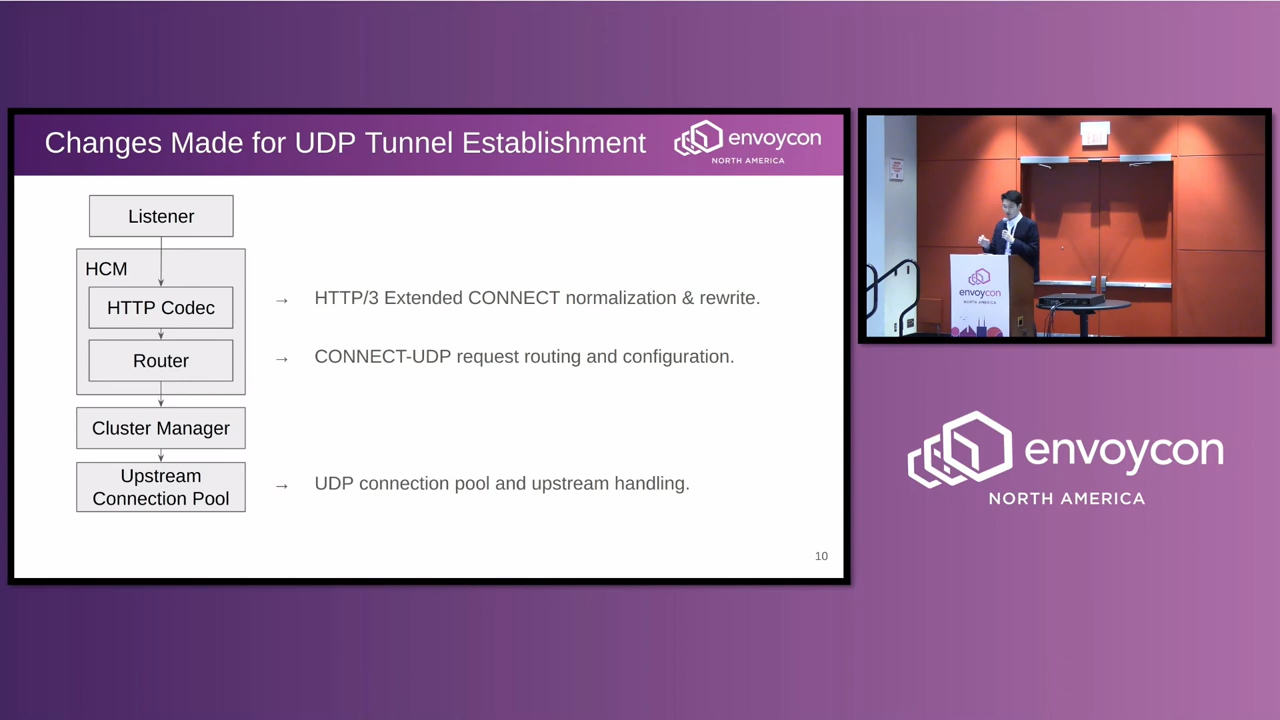 Changes Made for UDP Tunnel Establishment
envoycon
NORTH AMERICA
Listener
HCM
HTTP Codec
→ HTTP/3 Extended CONNECT normalization & rewrite.
Router
→ CONNECT-UDP request routing and configuration.
Cluster Manager
Upstream
Connection Pool
→ UDP connection pool and upstream handling.
10
envoycon
NORTH AMERICA
envoycon
NORTH AMERICA